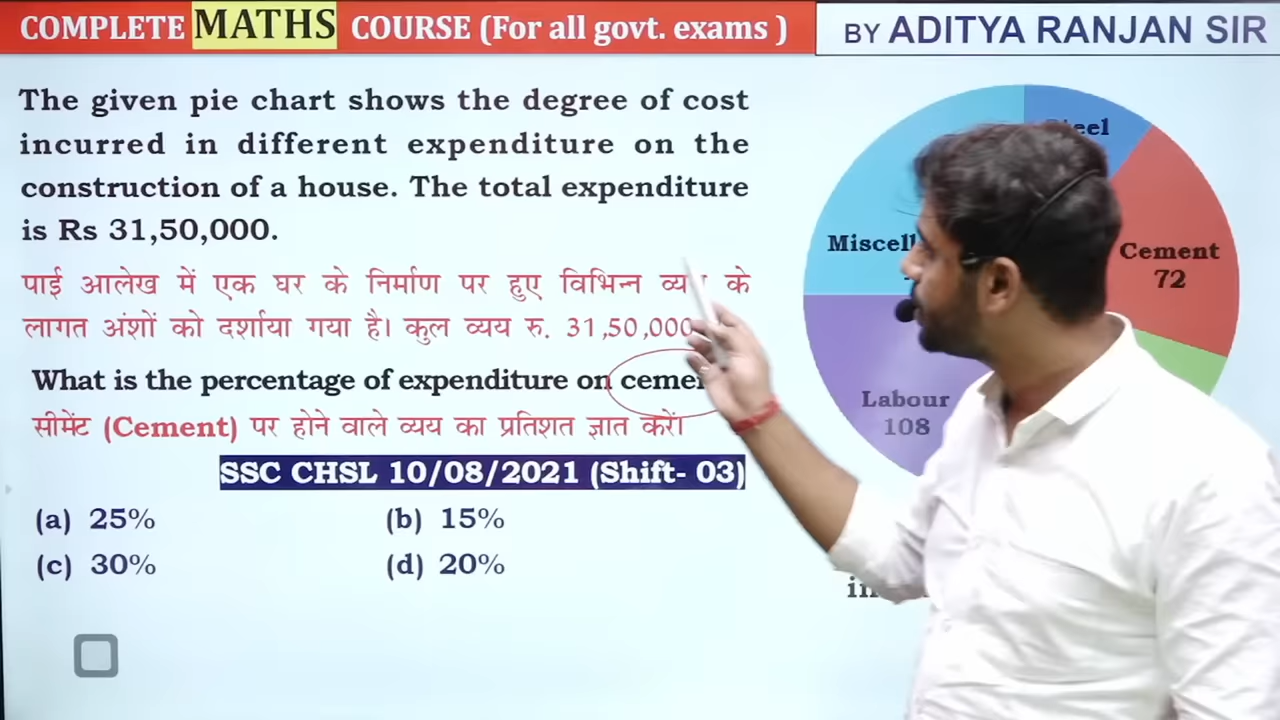 COMPLETE MATHS COURSE (For all govt. exams )
BY ADITYA RANJAN SIR
The given pie chart shows the degree of cost
incurred in different expenditure on the
construction of a house. The total expenditure
is Rs 31,50,000.
पाई आलेख में एक घर के निर्माण पर हुए विभिन्न के
लागत अंशों को दर्शाया गया है। कुल व्यय रु. 31,50,000
What is the percentage of expenditure on
सीमेंट (Cement) पर होने वाले व्यय का प्रतिशत ज्ञात करें।
SSC CHSL 10/08/2021 (Shift- 03)
(a) 25% (b) 15%
(c) 30% (d) 20%
Cement
72
Labour
108